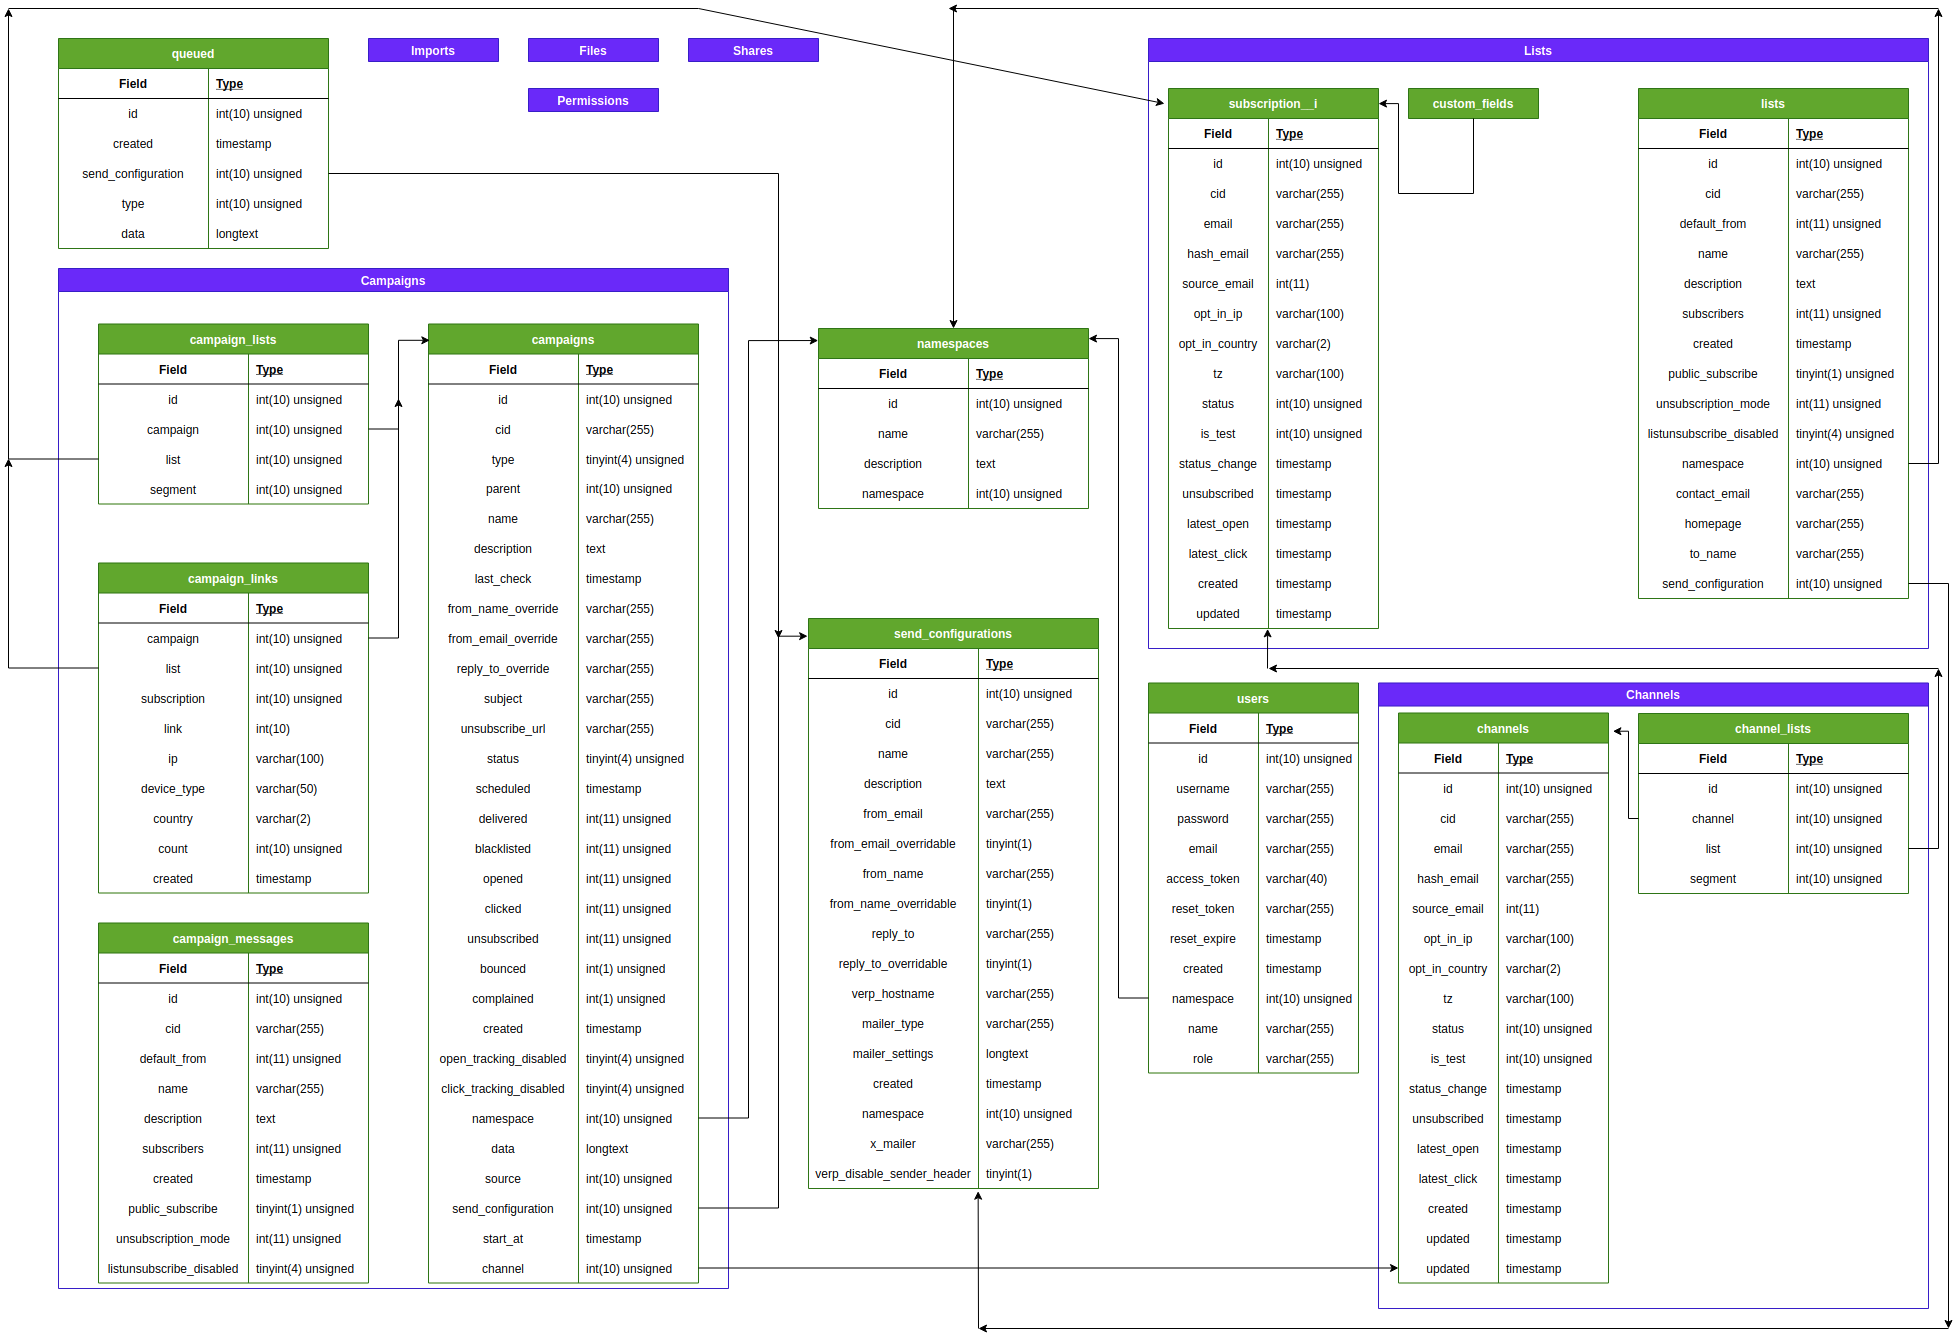 queued
Field Type
id int(10) unsigned
created timestamp
send_configuration int(10) unsigned
type int(10) unsigned
data longtext
Imports
Files
Shares
Permissions
Campaigns
campaign_lists
Field Type
id int(10) unsigned
campaign int(10) unsigned
list int(10) unsigned
segment int(10) unsigned
campaign_links
Field Type
campaign int(10) unsigned
list int(10) unsigned
subscription int(10) unsigned
link int(10)
ip varchar(100)
device_type varchar(50)
country varchar(2)
count int(10) unsigned
created timestamp
campaign_messages
Field Type
id int(10) unsigned
cid varchar(255)
default_from int(11) unsigned
name varchar(255)
description text
subscribers int(11) unsigned
created timestamp
public_subscribe tinyint(1) unsigned
unsubscription_mode int(11) unsigned
listunsubscribe_disabled tinyint(4) unsigned
campaigns
Field Type
id int(10) unsigned
cid varchar(255)
type tinyint(4) unsigned
parent int(10) unsigned
name varchar(255)
description text
last_check timestamp
from_name_override varchar(255)
from_email_override varchar(255)
reply_to_override varchar(255)
subject varchar(255)
unsubscribe_url varchar(255)
status tinyint(4) unsigned
scheduled timestamp
delivered int(11) unsigned
blacklisted int(11) unsigned
opened int(11) unsigned
clicked int(11) unsigned
unsubscribed int(11) unsigned
bounced int(1) unsigned
complained int(1) unsigned
created timestamp
open_tracking_disabled tinyint(4) unsigned
click_tracking_disabled tinyint(4) unsigned
namespace int(10) unsigned
data longtext
source int(10) unsigned
send_configuration int(10) unsigned
start_at timestamp
channel int(10) unsigned
namespaces
Field Type
id int(10) unsigned
name varchar(255)
description text
namespace int(10) unsigned
send_configurations
Field Type
id int(10) unsigned
cid varchar(255)
name varchar(255)
description text
from_email varchar(255)
from_email_overridable tinyint(1)
from_name varchar(255)
from_name_overridable tinyint(1)
reply_to varchar(255)
reply_to_overridable tinyint(1)
verp_hostname varchar(255)
mailer_type varchar(255)
mailer_settings longtext
created timestamp
namespace int(10) unsigned
x_mailer varchar(255)
verp_disable_sender_header tinyint(1)
Lists
subscription__i
Field Type
id int(10) unsigned
cid varchar(255)
email varchar(255)
hash_email varchar(255)
source_email int(11)
opt_in_ip varchar(100)
opt_in_country varchar(2)
tz varchar(100)
status int(10) unsigned
is_test int(10) unsigned
status_change timestamp
unsubscribed timestamp
latest_open timestamp
latest_click timestamp
created timestamp
updated timestamp
custom_fields
lists
Field Type
id int(10) unsigned
cid varchar(255)
default_from int(11) unsigned
name varchar(255)
description text
subscribers int(11) unsigned
created timestamp
public_subscribe tinyint(1) unsigned
unsubscription_mode int(11) unsigned
listunsubscribe_disabled tinyint(4) unsigned
namespace int(10) unsigned
contact_email varchar(255)
homepage varchar(255)
to_name varchar(255)
send_configuration int(10) unsigned
users
Field Type
id int(10) unsigned
username varchar(255)
password varchar(255)
email varchar(255)
access_token varchar(40)
reset_token varchar(255)
reset_expire timestamp
created timestamp
namespace int(10) unsigned
name varchar(255)
role varchar(255)
Channels
channels
Field Type
id int(10) unsigned
cid varchar(255)
email varchar(255)
hash_email varchar(255)
source_email int(11)
opt_in_ip varchar(100)
opt_in_country varchar(2)
tz varchar(100)
status int(10) unsigned
is_test int(10) unsigned
status_change timestamp
unsubscribed timestamp
latest_open timestamp
latest_click timestamp
created timestamp
updated timestamp
updated timestamp
channel_lists
Field Type
id int(10) unsigned
channel int(10) unsigned
list int(10) unsigned
segment int(10) unsigned